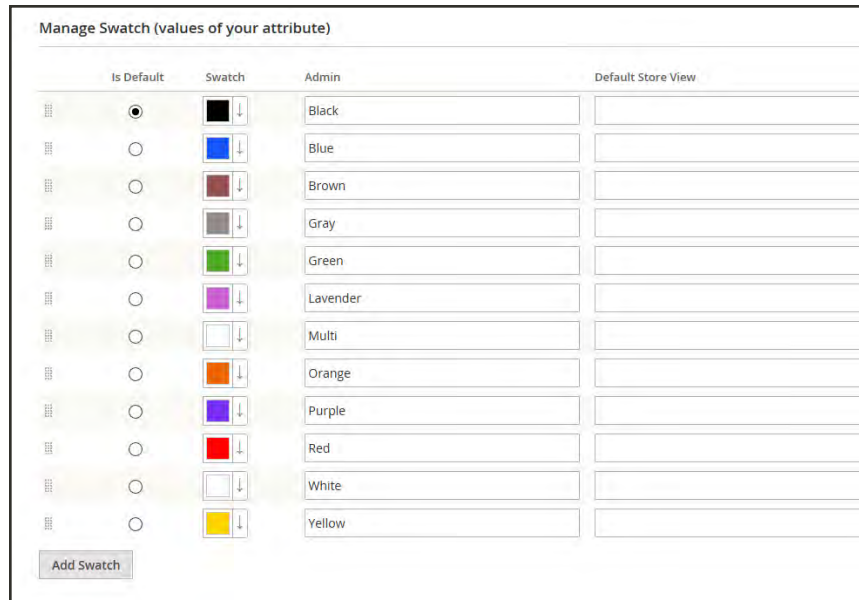 Manage Swatch (values of your attribute)
Is Default Swatch Admin Default Store View
Black
Blue
Brown
Gray
Green
Lavender
Multi
Orange
Purple
Red
White
Yellow
Add Swatch